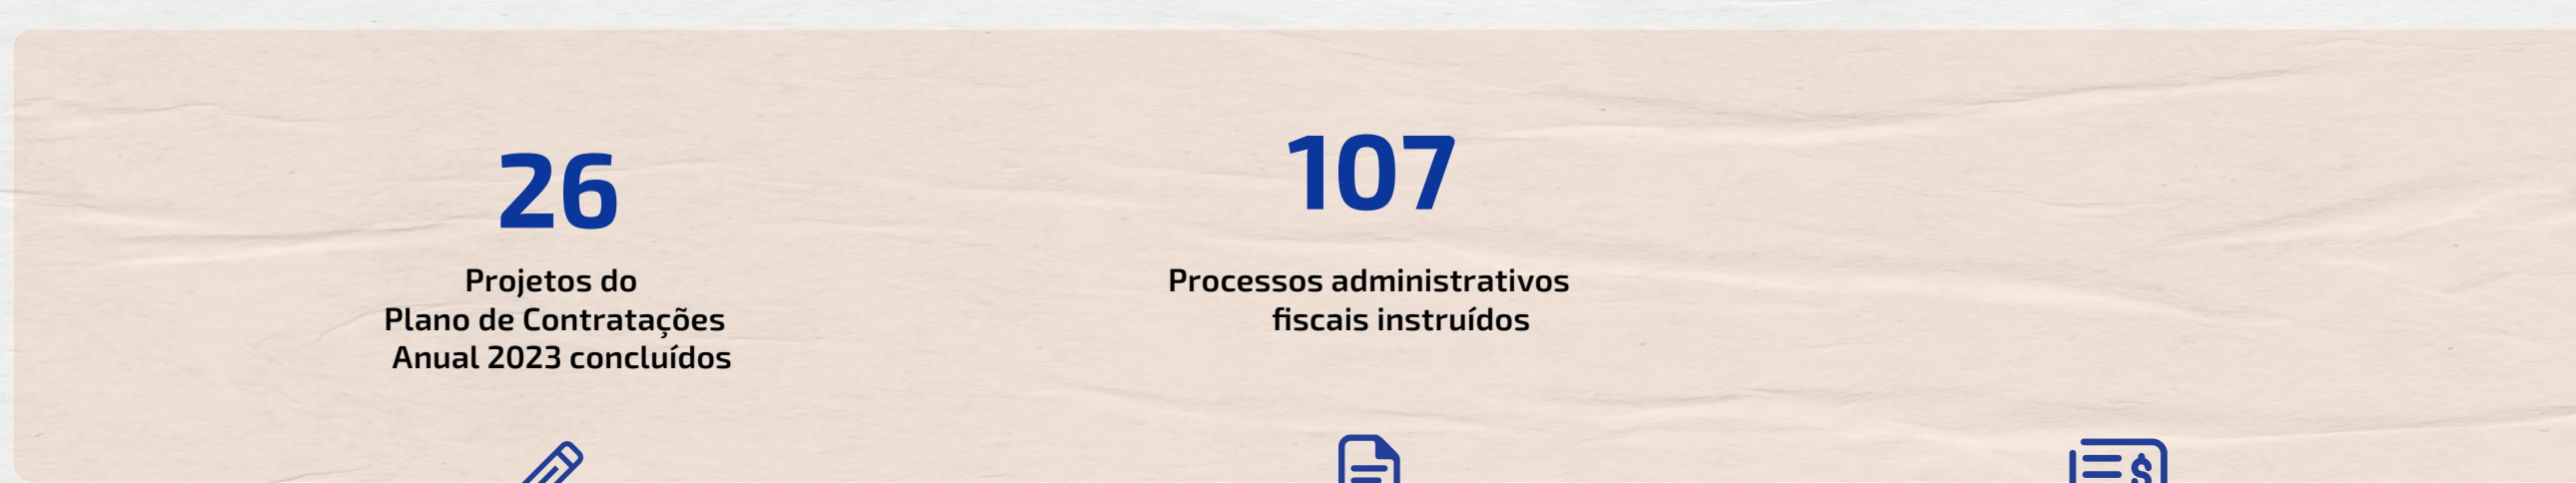 26
Projetos do
Plano de Contratações
Anual 2023 concluídos
107
Processos administrativos
fiscais instruídos
$